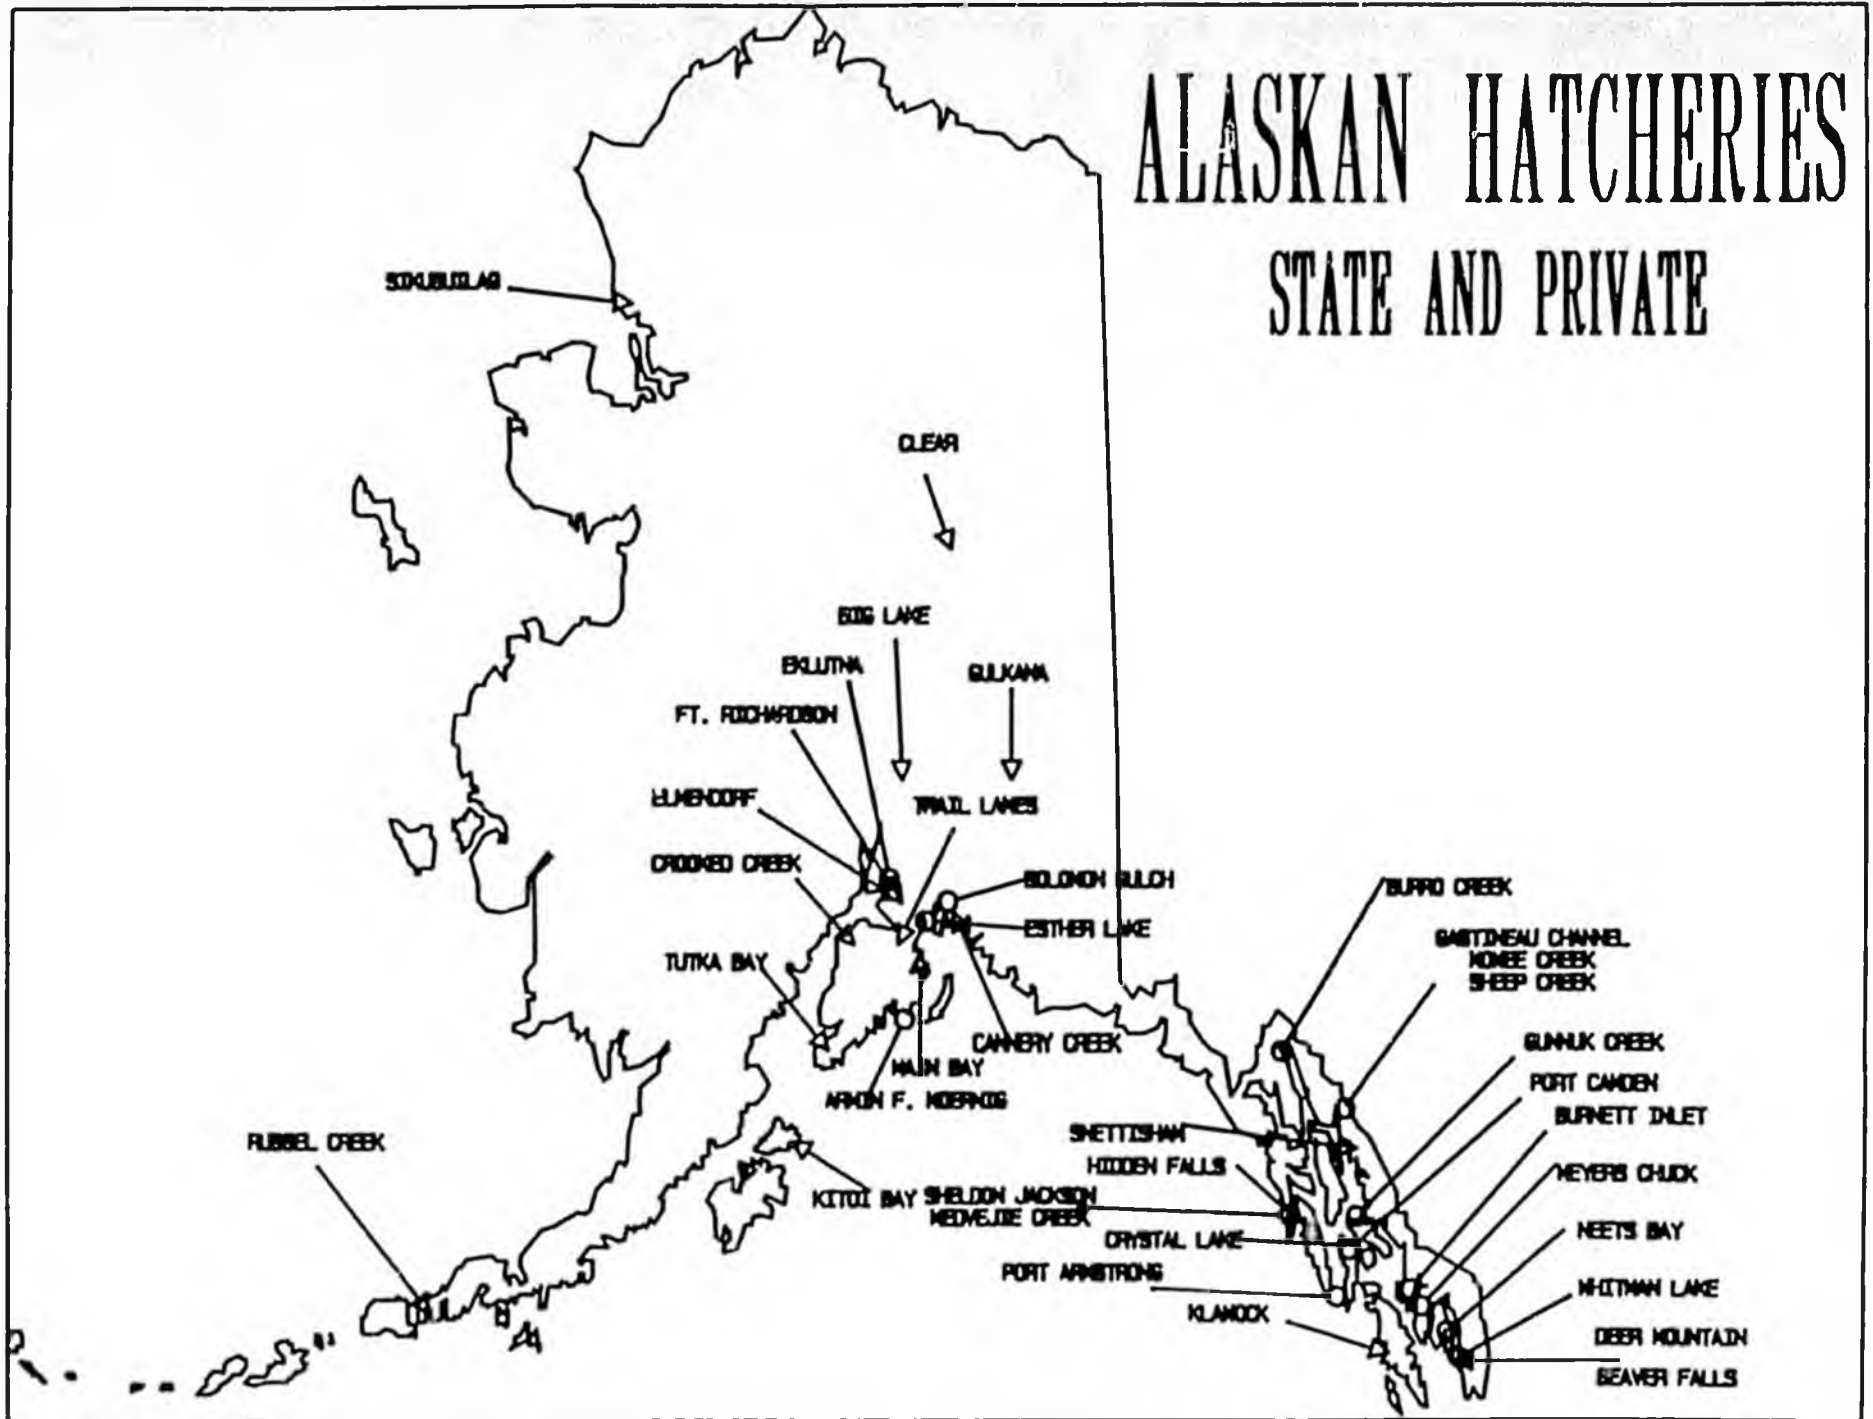 ALASKAN HATCHERIES
STATE AND PRIVATE
SIKUSUILAQ
CLEAR
BIG LAKE
EKLUTNA
GULKANA
FT. RICHARDSON
ELMENDORF
TRAIL LAKES
CROOKED CREEK
SOLOMON GULCH
BURRO CREEK
ESTHER LAKE
GASTINEAU CHANNEL
KOWEE CREEK
SHEEP CREEK
TUTKA BAY
CANNERY CREEK
GUNNUK CREEK
MAIN BAY
PORT CAMDEN
ARMIN F. KOERNIG
BURNETT INLET
SNETTISHAM
RUSSEL CREEK
HIDDEN FALLS
MEYERS CHUCK
KITOI BAY
SHELDON JACKSON
MEDVEJIE CREEK
NEETS BAY
CRYSTAL LAKE
PORT ARMSTRONG
WHITMAN LAKE
KLAWOCK
DEER MOUNTAIN
BEAVER FALLS